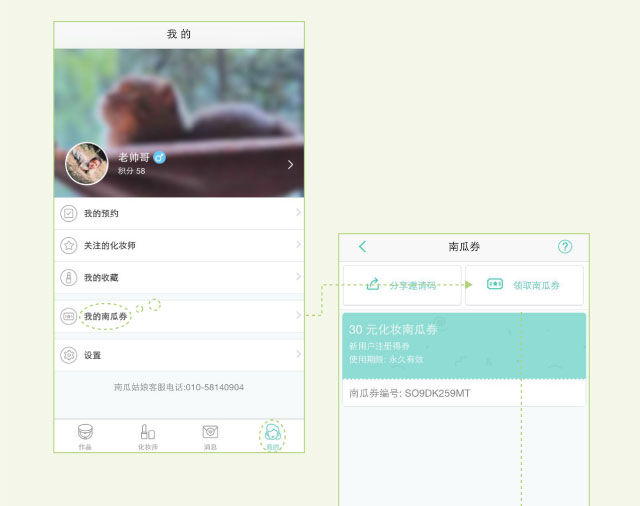 我 的
老帅哥
积分 58
我的预约
关注的化妆师
我的收藏
我的南瓜券
设置
南瓜姑娘客服电话:010-58140904
作品
化妆师
消息
我的
南瓜券
?
分享邀请码
领取南瓜券
30 元化妆南瓜券
新用户注册得券
使用期限: 永久有效
南瓜券编号: SO9DK259MT